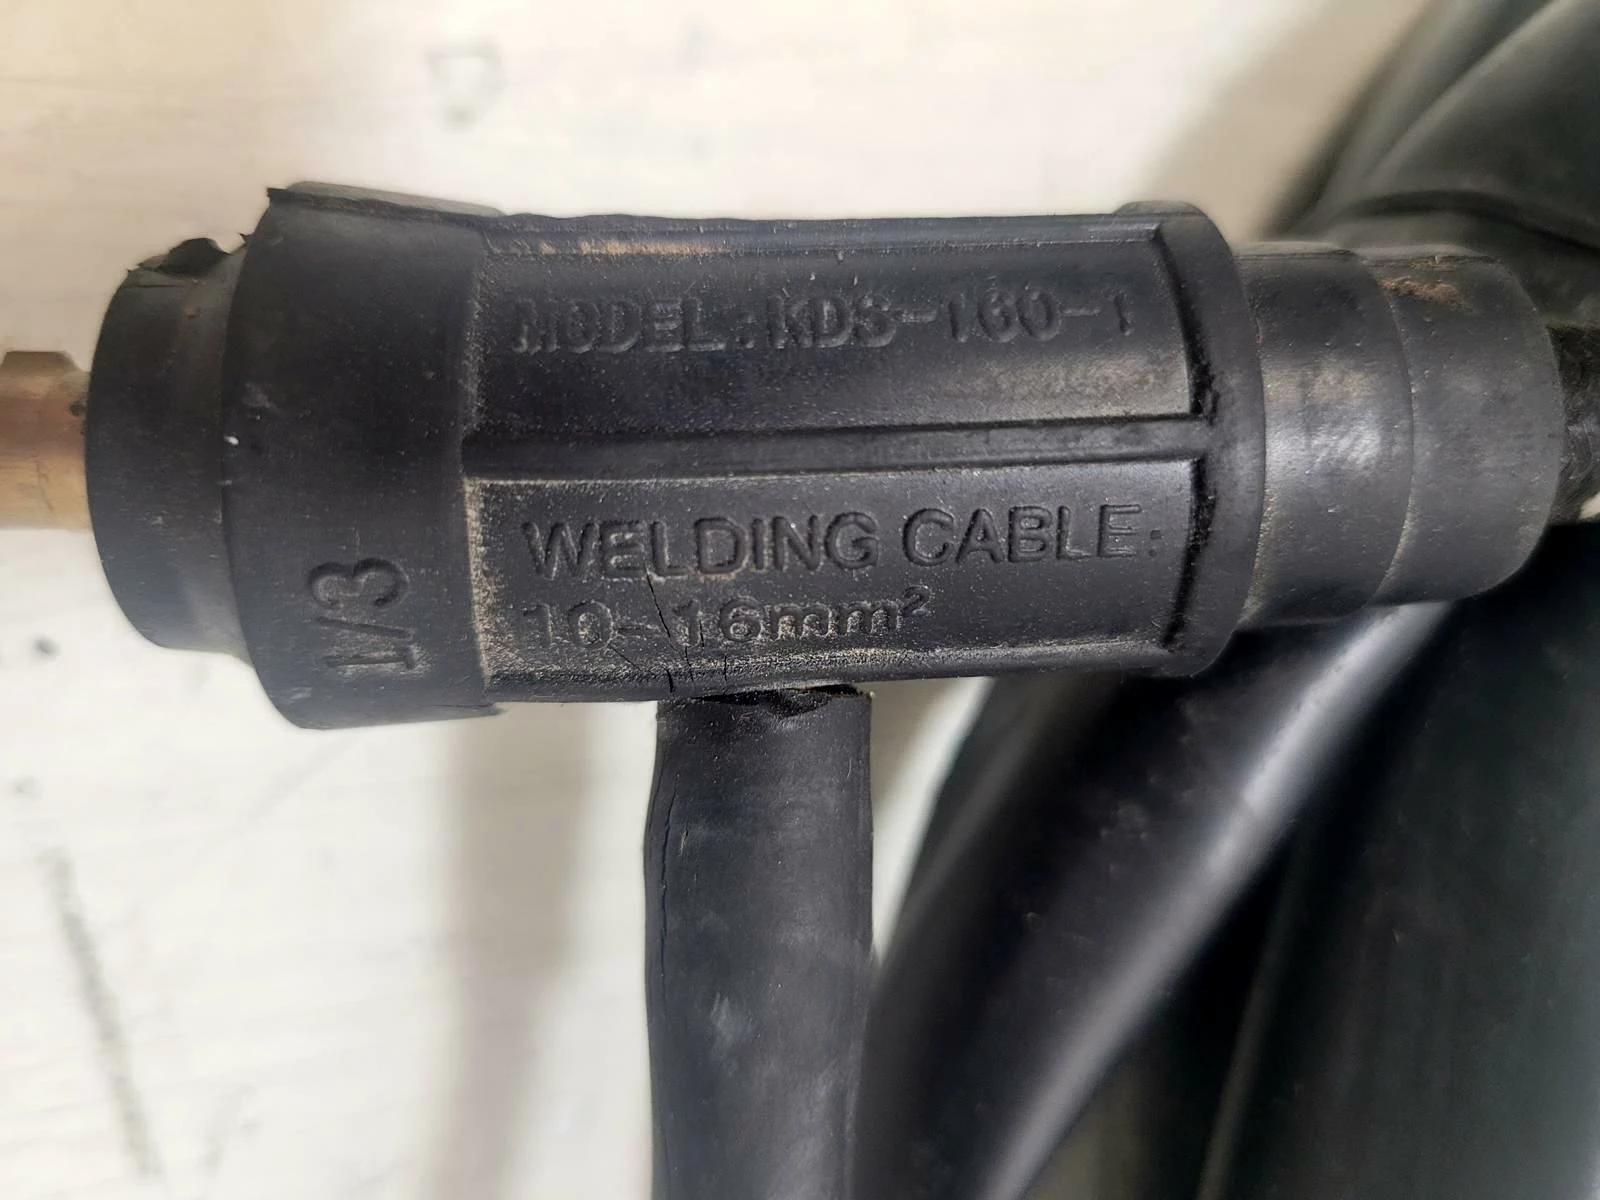 MODEL:KDS-160-1
WELDING CABLE:
10-16mm²
1/3